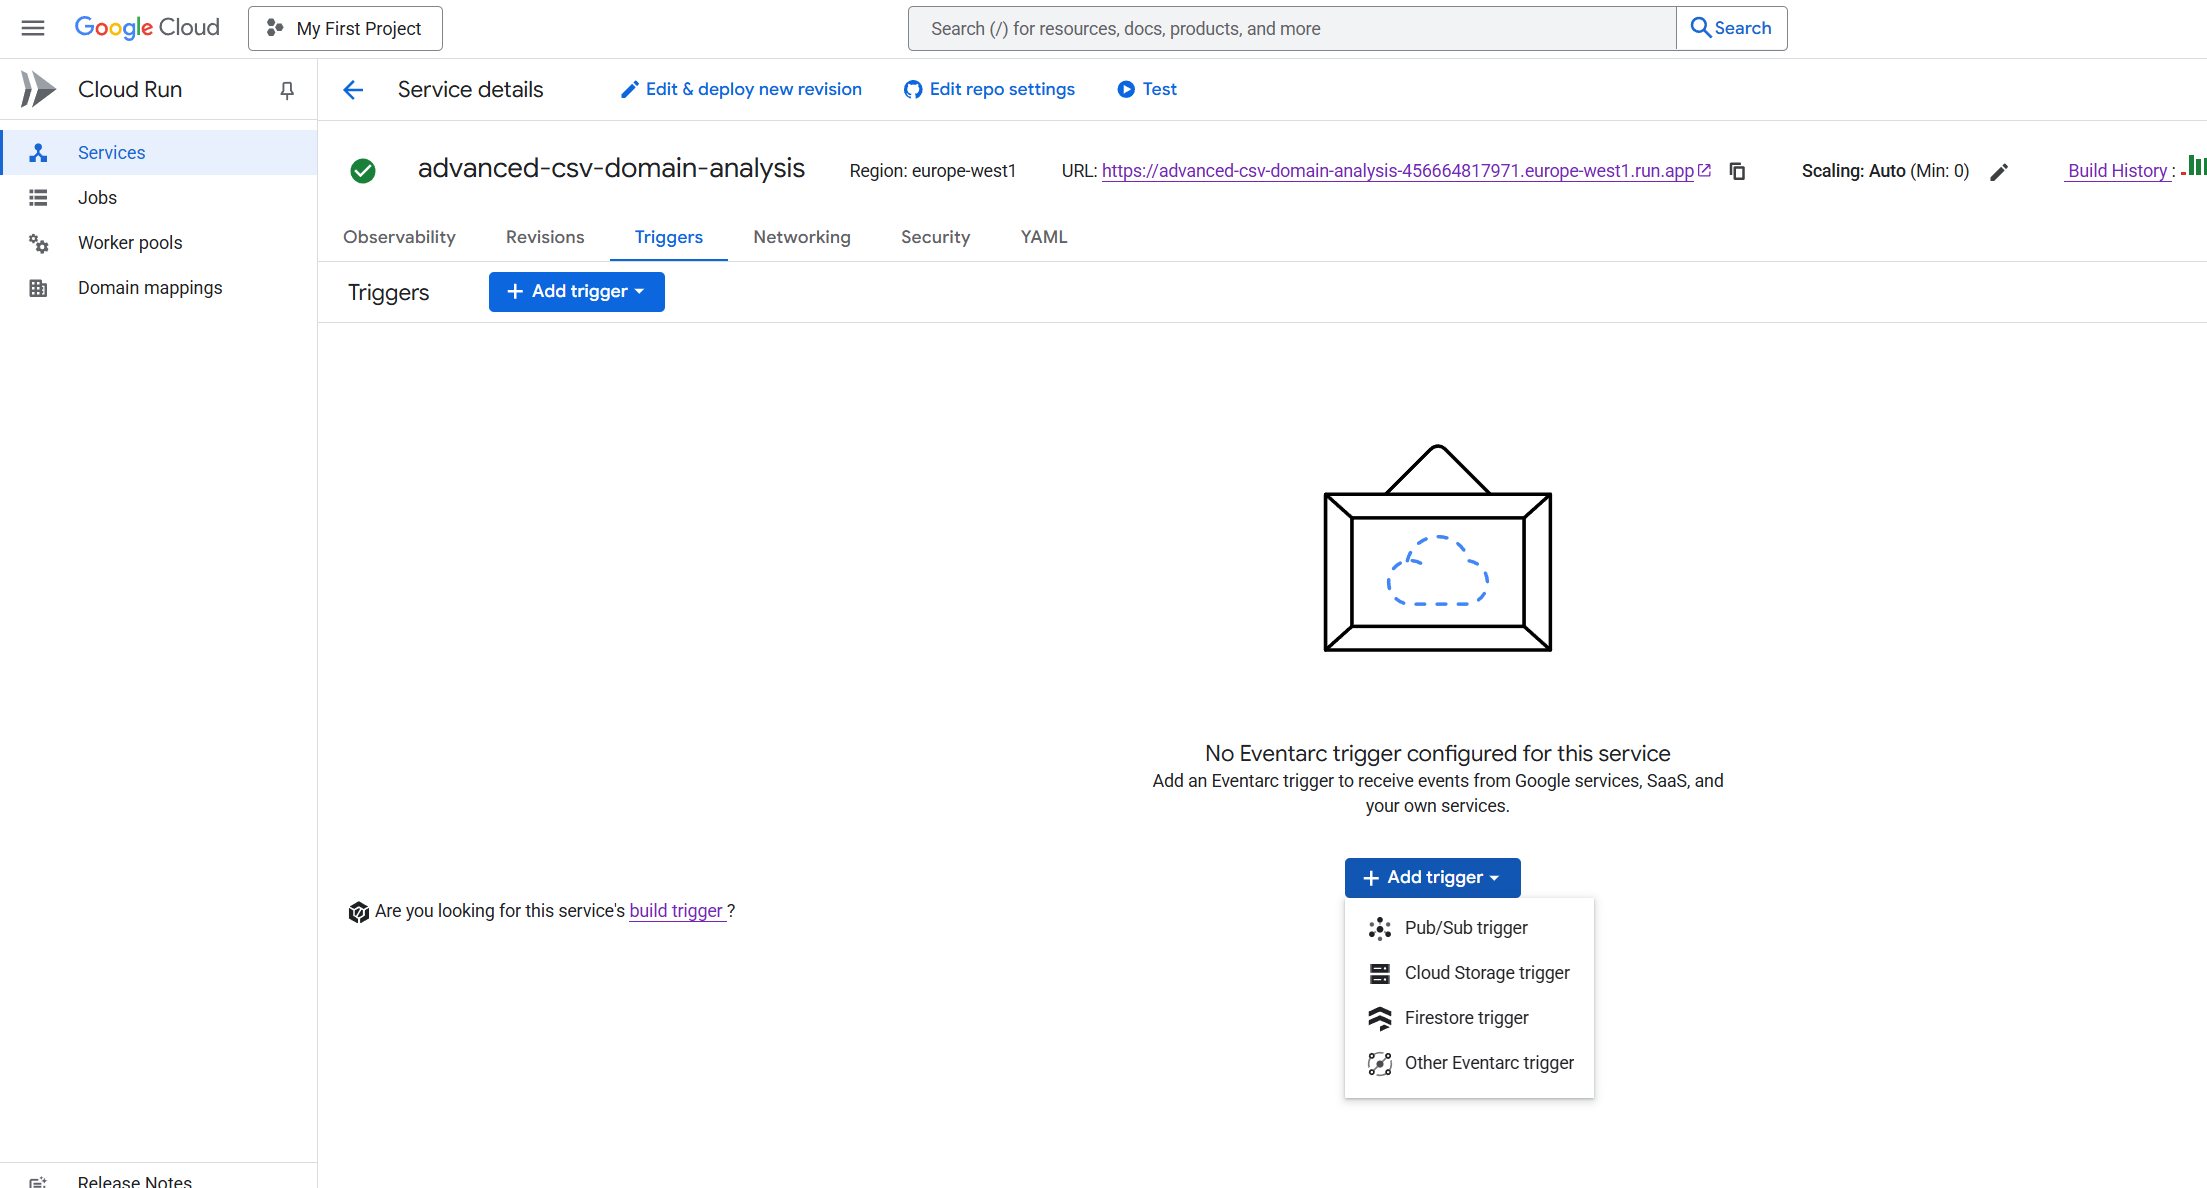 Google Cloud
My First Project
Search (/) for resources, docs, products, and more
Search
Cloud Run
Service details
Edit & deploy new revision
Edit repo settings
Test
Services
Jobs
Worker pools
Domain mappings
advanced-csv-domain-analysis
Region: europe-west1
URL: https://advanced-csv-domain-analysis-456664817971.europe-west1.run.app
Scaling: Auto (Min: 0)
Build History :
Observability
Revisions
Triggers
Networking
Security
YAML
Triggers
Add trigger
No Eventarc trigger configured for this service
Add an Eventarc trigger to receive events from Google services, SaaS, and
your own services.
Add trigger
Are you looking for this service's build trigger ?
Pub/Sub trigger
Cloud Storage trigger
Firestore trigger
Other Eventarc trigger
Release Notes